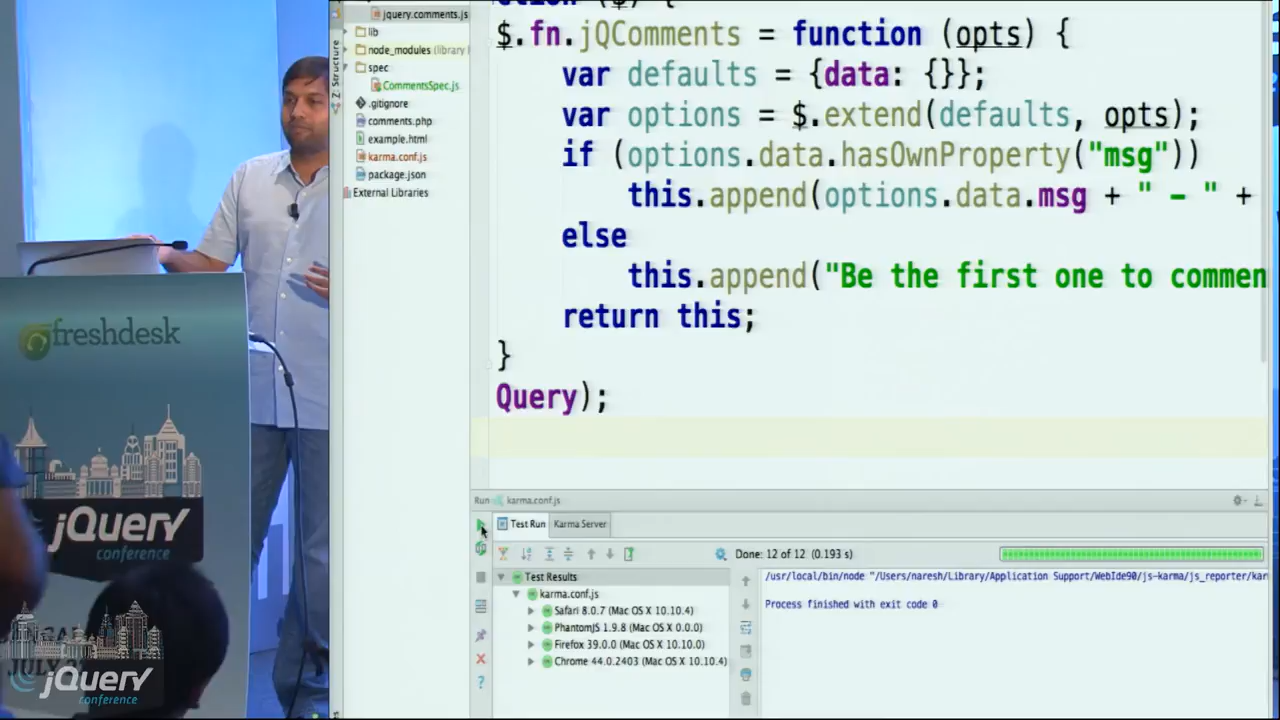 freshdesk
jQuery
conference
JULY
jQuery
conference
Z: Structure
jquery.comments.js
lib
node_modules (library
spec
CommentsSpec.js
.gitignore
comments.php
example.html
karma.conf.js
package.json
External Libraries
($) {
$.fn.jQComments = function (opts) {
var defaults = {data: {}};
var options = $.extend(defaults, opts);
if (options.data.hasOwnProperty("msg"))
this.append(options.data.msg + " - " +
else
this.append("Be the first one to commen
return this;
}
Query);
Run karma.conf.js
Test Run Karma Server
Done: 12 of 12 (0.193 s)
Test Results
karma.conf.js
Safari 8.0.7 (Mac OS X 10.10.4)
PhantomJS 1.9.8 (Mac OS X 0.0.0)
Firefox 39.0.0 (Mac OS X 10.10.0)
Chrome 44.0.2403 (Mac OS X 10.10.4)
/usr/local/bin/node "/Users/naresh/Library/Application Support/WebIde90/js-karma/js_reporter/kar
Process finished with exit code 0